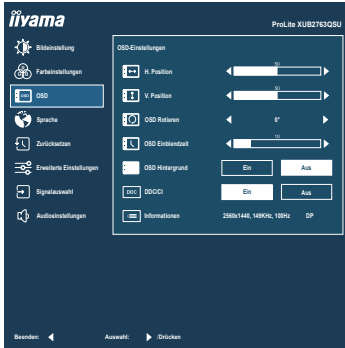 iiyama
ProLite XUB2763QSU
Bildeinstellung
Farbeinstellungen
OSD
Sprache
Zurücksetzen
Erweiterte Einstellungen
Signalauswahl
Audioeinstellungen
OSD-Einstellungen
H. Position
50
V. Position
50
OSD Rotieren
0°
OSD Einblendzeit
10
OSD Hintergrund
Ein
Aus
DDC/CI
Ein
Aus
Informationen
2560x1440, 149KHz, 100Hz DP
Beenden:
Auswahl: /Drücken